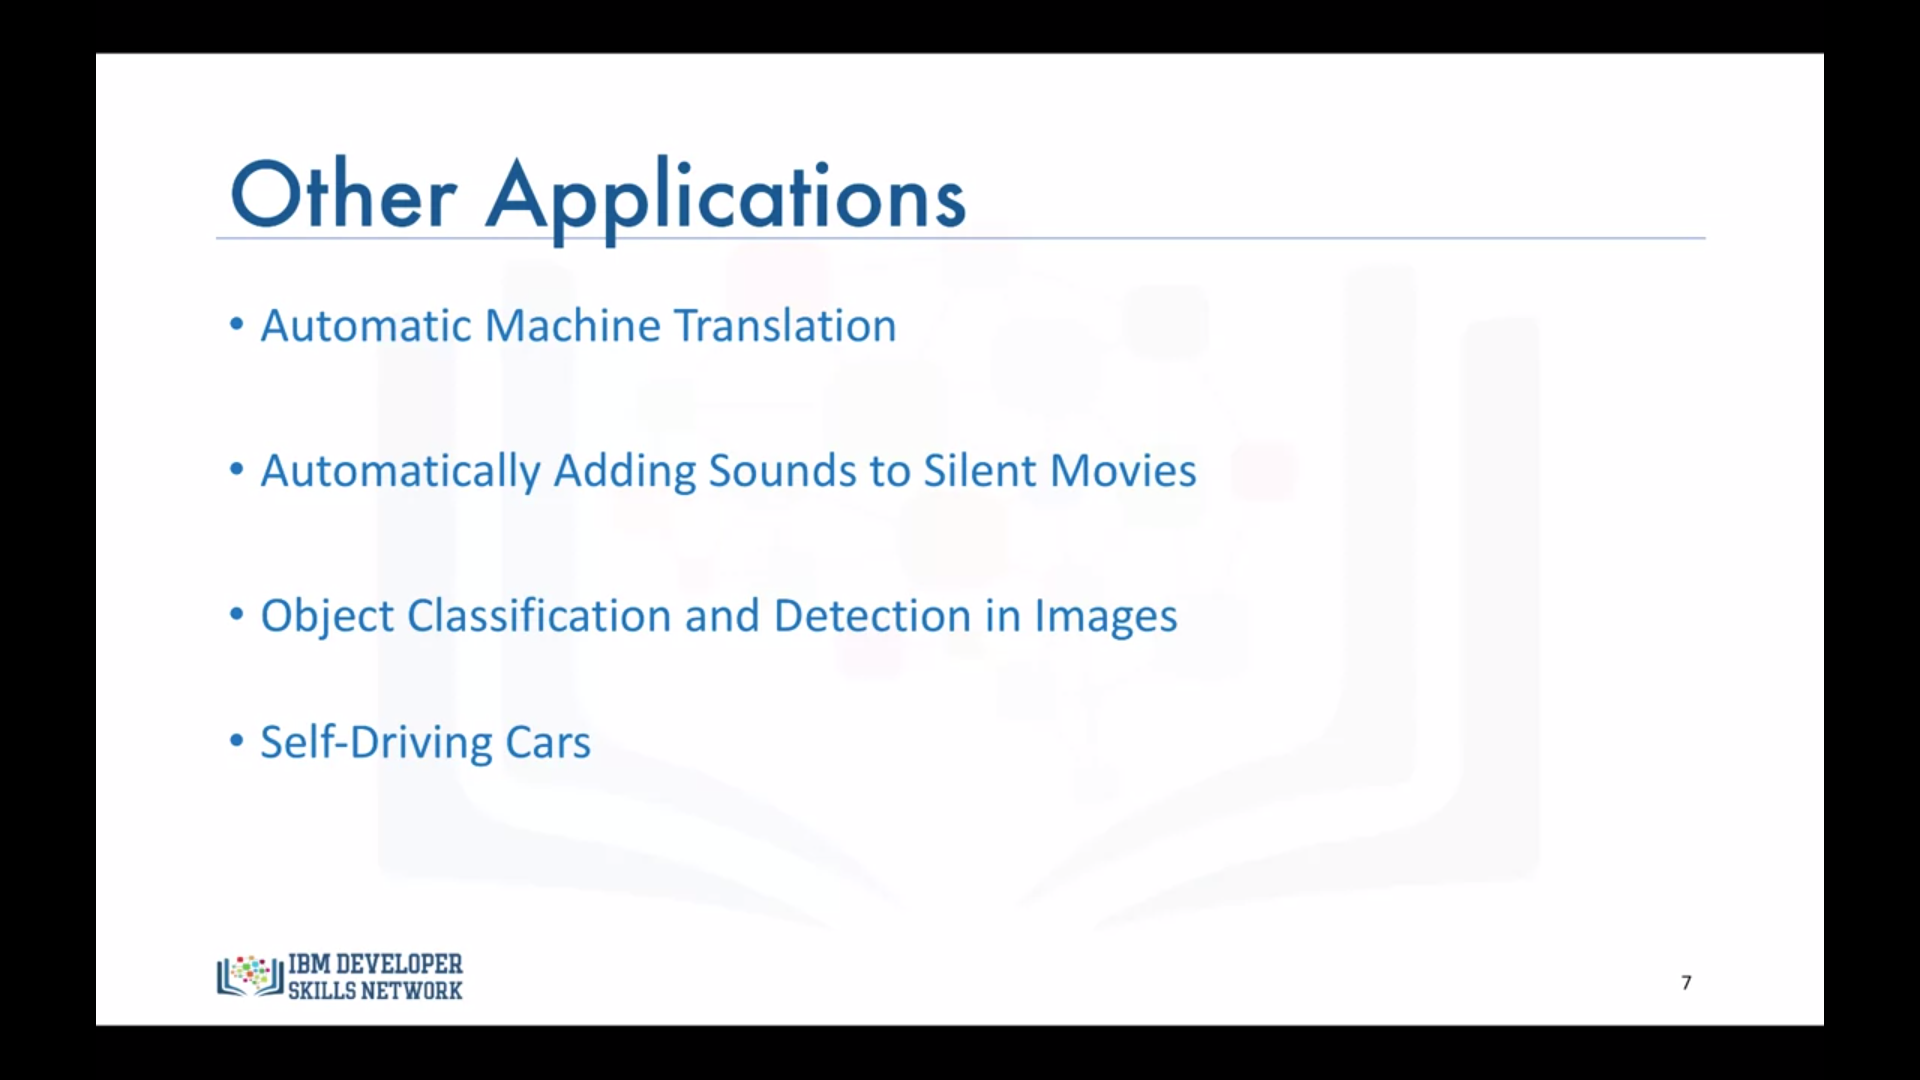 Other Applications
• Automatic Machine Translation
• Automatically Adding Sounds to Silent Movies
• Object Classification and Detection in Images
• Self-Driving Cars
IBM DEVELOPER
SKILLS NETWORK
7